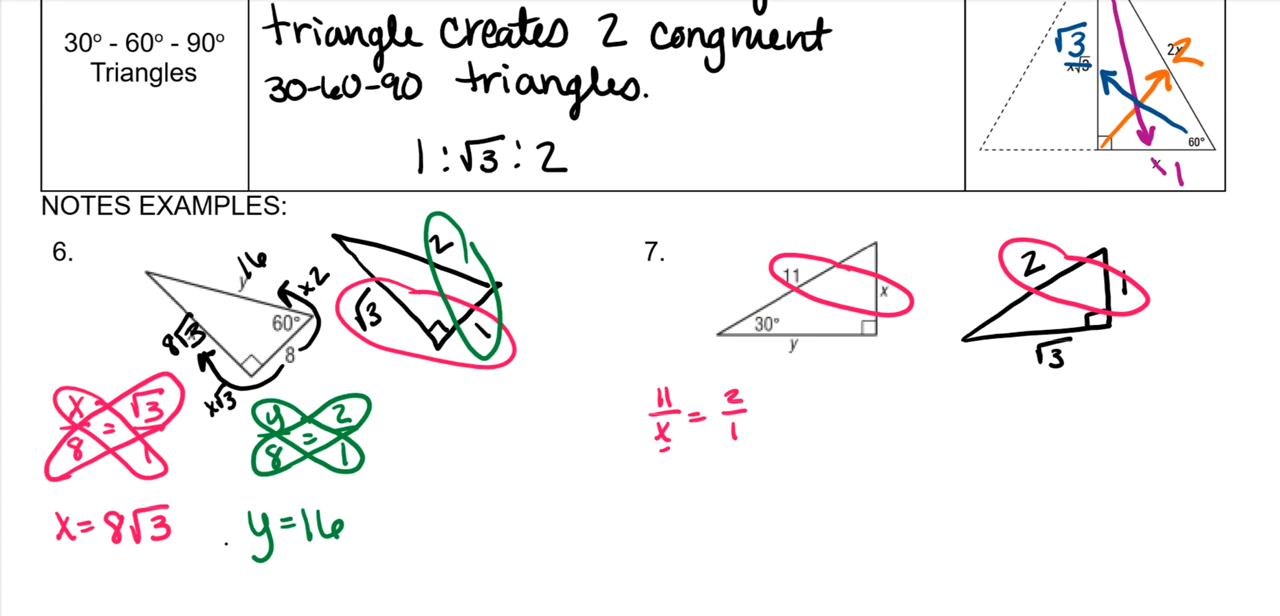 30° - 60° - 90°
Triangles
triangle creates 2 congruent
30-60-90 triangles.
1 : √3 : 2
√3
x√3
2x
2
60°
x
1
NOTES EXAMPLES:
6.
y
16
x2
60°
8√3
8
x√3
2
√3
1
x/8 = √3/1
y/8 = 2/1
x = 8√3
y = 16
7.
11
x
30°
y
2
1
√3
11/x = 2/1